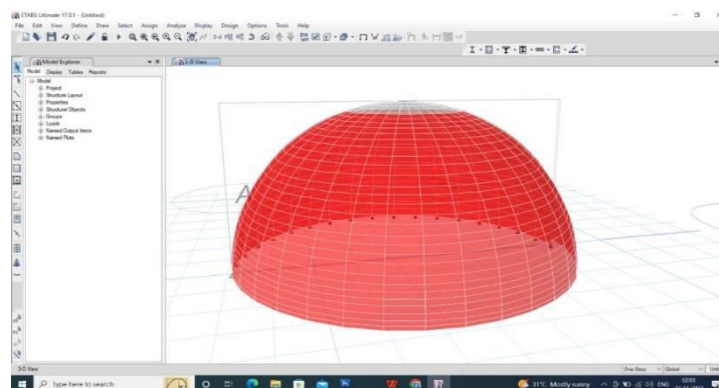 ETABS Ultimate 17.0.1 - (Untitled)
File Edit View Define Draw Select Assign Analyze Display Design Options Tools Help
Model Explorer
3-D View
Model Display Tables Reports
Model
Project
Structure Layout
Properties
Structural Objects
Groups
Loads
Named Output Items
Named Plots
A
3-D View
One Story
Global
Type here to search
31°C Mostly sunny
ENG
02:03